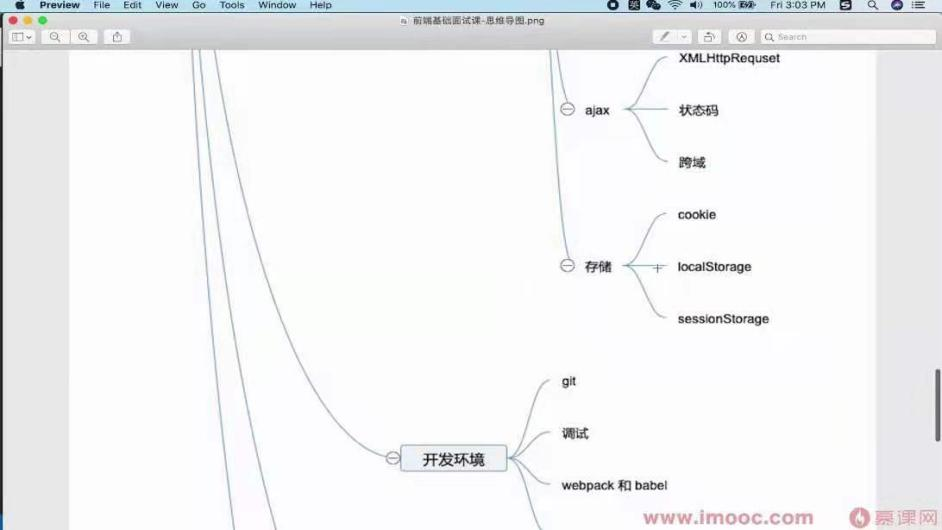 Preview File Edit View Go Tools Window Help
100% Fri 3:03 PM
前端基础面试课-思维导图.png
Search
XMLHttpRequset
ajax
状态码
跨域
cookie
存储
localStorage
sessionStorage
git
调试
开发环境
webpack 和 babel
www.imooc.com 慕课网